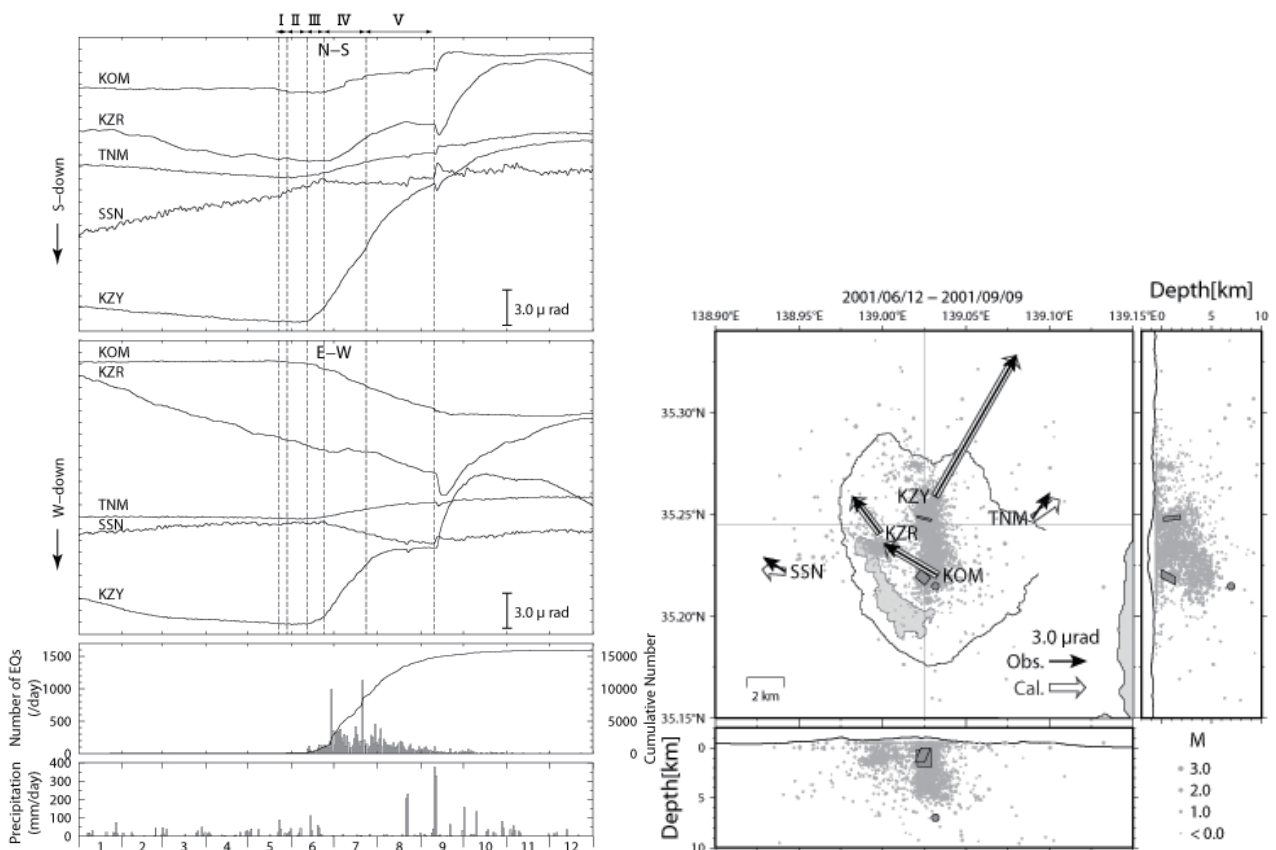 I II III IV V
N–S
KOM
KZR
TNM
SSN
KZY
S–down
3.0 μ rad
E–W
KOM
KZR
TNM
SSN
KZY
W–down
3.0 μ rad
Number of EQs
(/day)
1500
1000
500
0
15000
10000
5000
0
Cumulative Number
Precipitation
(mm/day)
400
300
200
100
0
1 2 3 4 5 6 7 8 9 10 11 12
2001/06/12 – 2001/09/09
138.90°E 138.95°E 139.00°E 139.05°E 139.10°E 139.15°E
35.30°N
35.25°N
35.20°N
35.15°N
KZY
TNM
KZR
SSN
KOM
3.0 μrad
Obs.
Cal.
2 km
Depth[km]
0 5 10
Depth[km]
0
5
10
M
3.0
2.0
1.0
< 0.0